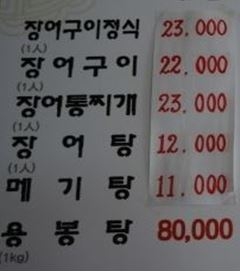 장어구이정식 23.000
(1人)
장어구이 22.000
(1人)
장어통찌개 23.000
(1人)
장어탕 12.000
(1人)
메기탕 11.000
용봉탕 80,000
(1kg)